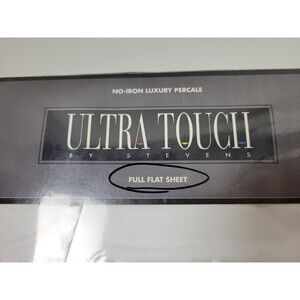 NO-IRON LUXURY PERCALE
ULTRA TOUCH
BY STEVENS
FULL FLAT SHEET